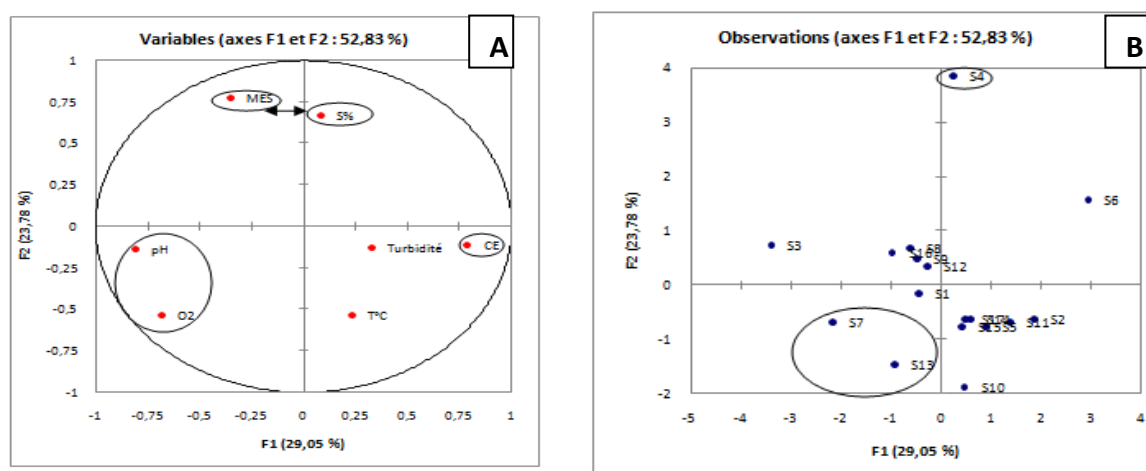 Variables (axes F1 et F2 : 52,83 %)
A
1
0,75
0,5
0,25
0
-0,25
-0,5
-0,75
-1
F2 (23,78 %)
MES
S%
pH
O2
Turbidité
CE
T°C
-1
-0,75
-0,5
-0,25
0
0,25
0,5
0,75
1
F1 (29,05 %)
Observations (axes F1 et F2 : 52,83 %)
B
4
3
2
1
0
-1
-2
F2 (23,78 %)
S4
S6
S3
S8
S16
S9
S12
S1
S7
S13
S5
S11
S2
S10
-5
-4
-3
-2
-1
0
1
2
3
4
F1 (29,05 %)